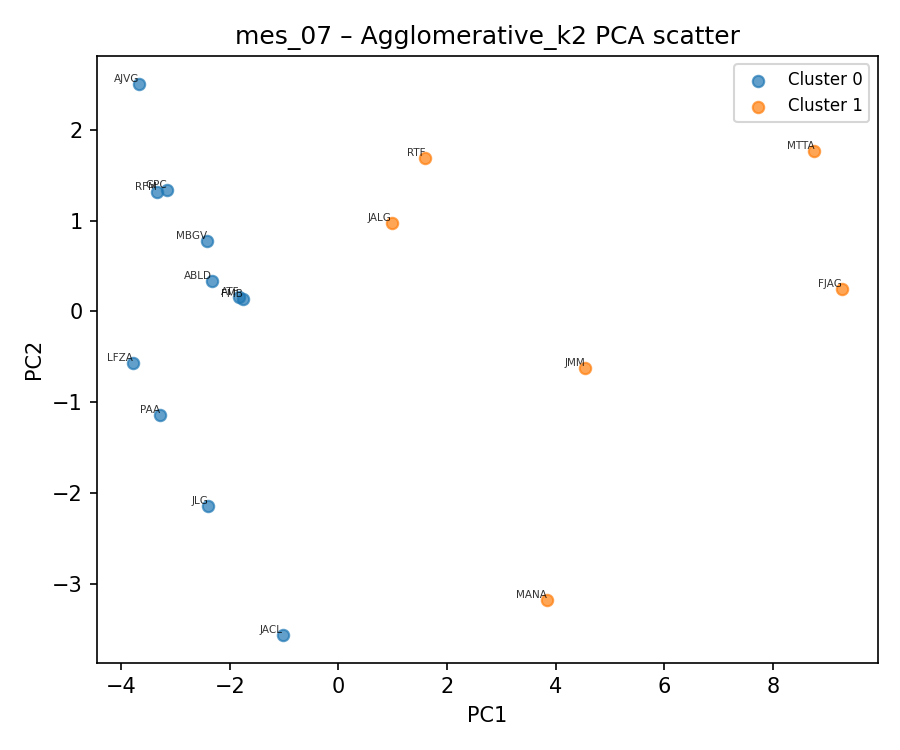 mes_07 – Agglomerative_k2 PCA scatter
Cluster 0
Cluster 1
AJVG
RTF
MTTA
JALG
MBGV
ABLD
FMB
FJAG
LFZA
JMM
PAA
JLG
MANA
JACL
2
1
0
−1
−2
−3
PC2
−4
−2
0
2
4
6
8
PC1